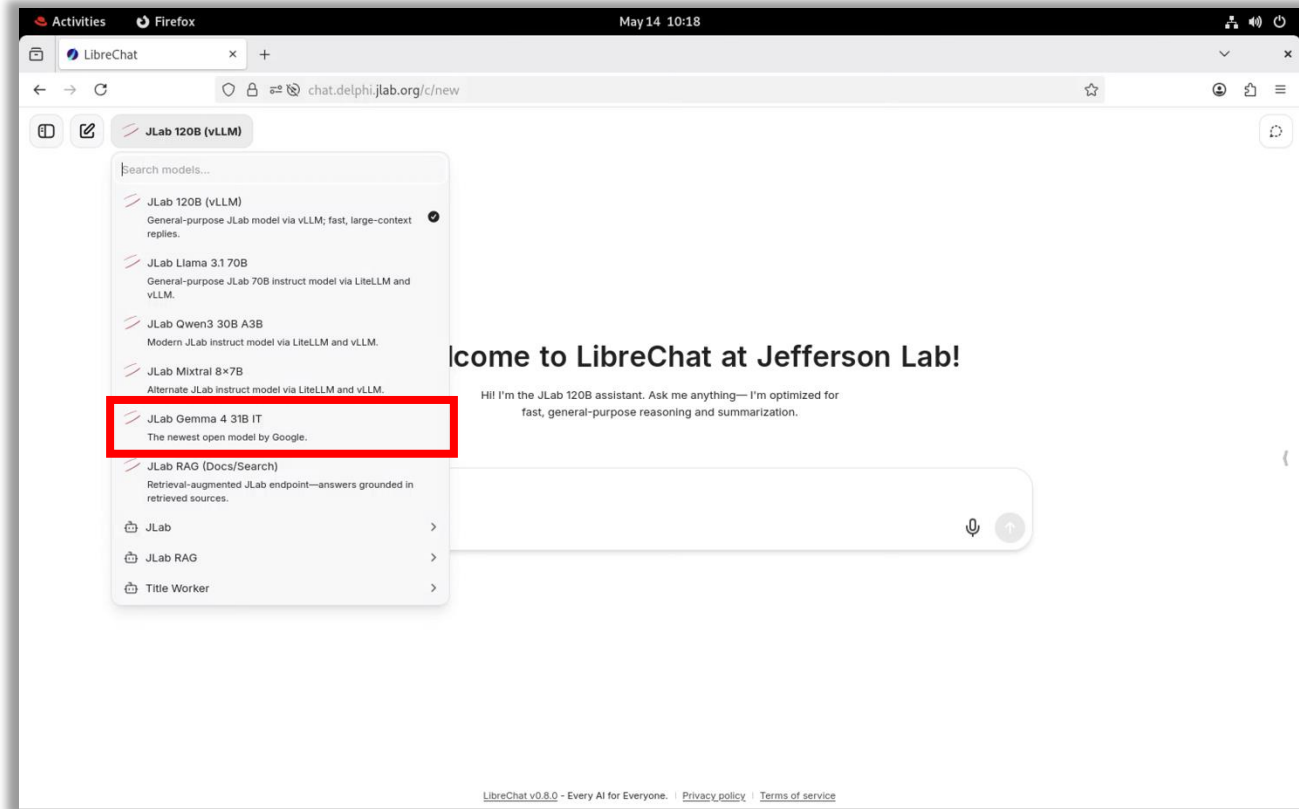 Activities Firefox May 14 10:18
LibreChat
chat.delphi.jlab.org/c/new
JLab 120B (vLLM)
Search models...
JLab 120B (vLLM)
General-purpose JLab model via vLLM; fast, large-context
replies.
JLab Llama 3.1 70B
General-purpose JLab 70B instruct model via LiteLLM and
vLLM.
JLab Qwen3 30B A3B
Modern JLab instruct model via LiteLLM and vLLM.
JLab Mixtral 8×7B
Alternate JLab instruct model via LiteLLM and vLLM.
JLab Gemma 4 31B IT
The newest open model by Google.
JLab RAG (Docs/Search)
Retrieval-augmented JLab endpoint—answers grounded in
retrieved sources.
JLab
JLab RAG
Title Worker
lcome to LibreChat at Jefferson Lab!
Hi! I'm the JLab 120B assistant. Ask me anything— I'm optimized for
fast, general-purpose reasoning and summarization.
LibreChat v0.8.0 - Every AI for Everyone. | Privacy policy | Terms of service